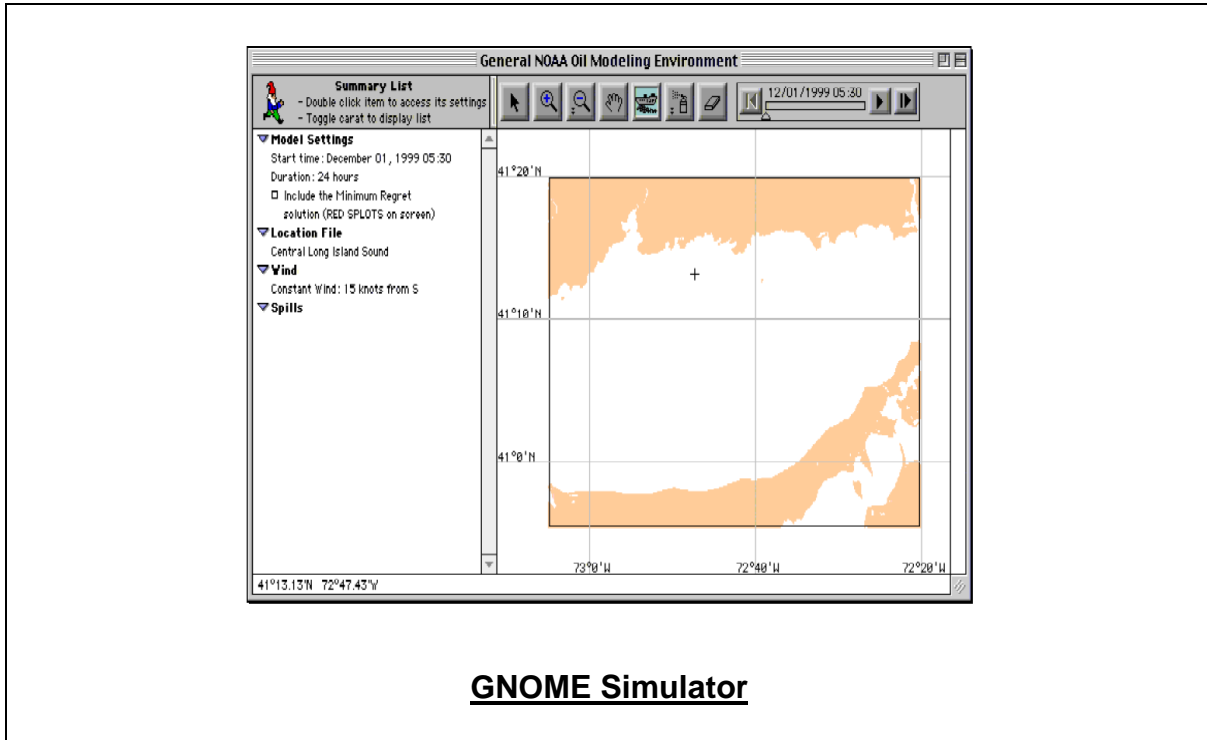 General NOAA Oil Modeling Environment
Summary List
- Double click item to access its settings
- Toggle carat to display list
12/01/1999 05:30
Model Settings
Start time: December 01, 1999 05:30
Duration: 24 hours
Include the Minimum Regret
solution (RED SPLOTS on screen)
Location File
Central Long Island Sound
Wind
Constant Wind: 15 knots from S
Spills
41°20'N
41°10'N
41°0'N
73°0'W
72°40'W
72°20'W
41°13.13'N 72°47.43'W
GNOME Simulator